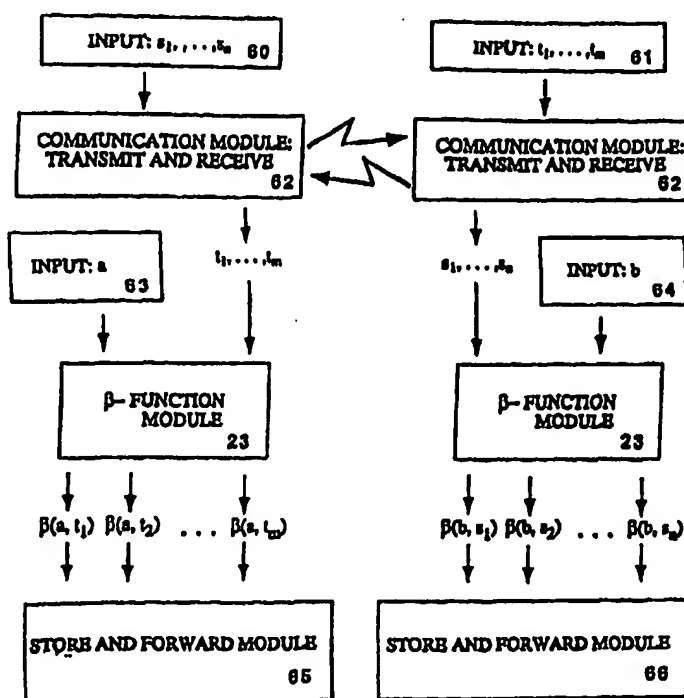 INPUT: s₁, , . . . ,sₙ 60
INPUT: t₁, . . . ,tₘ 61
COMMUNICATION MODULE:
TRANSMIT AND RECEIVE
62
COMMUNICATION MODULE:
TRANSMIT AND RECEIVE
62
t₁, . . . ,tₘ
s₁, . . . ,sₙ
INPUT: a
63
INPUT: b
64
β– FUNCTION
MODULE
23
β– FUNCTION
MODULE
23
β(a, t₁) β(a, t₂) . . . β(a, tₘ)
β(b, s₁) β(b, s₂) . . . β(b, sₙ)
STORE AND FORWARD MODULE
65
STORE AND FORWARD MODULE
66